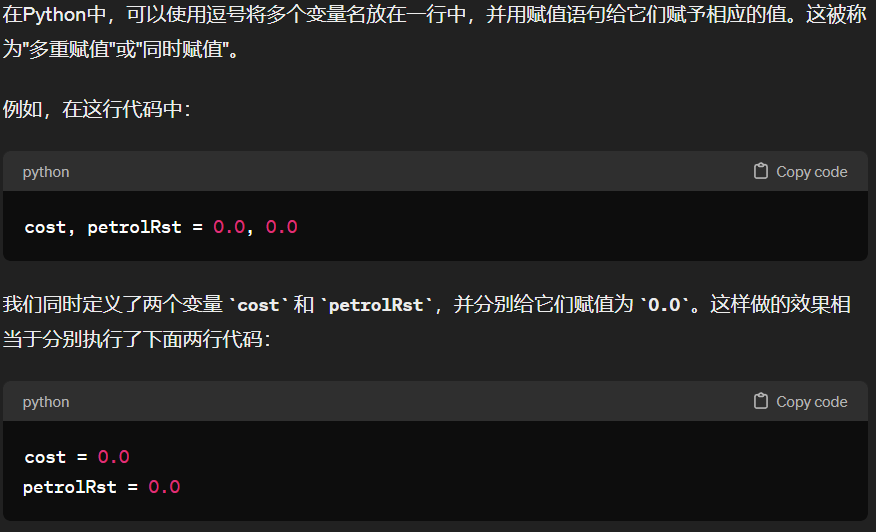 在Python中，可以使用逗号将多个变量名放在一行中，并用赋值语句给它们赋予相应的值。这被称
为"多重赋值"或"同时赋值"。
例如，在这行代码中：
python Copy code
cost, petrolRst = 0.0, 0.0
我们同时定义了两个变量 `cost` 和 `petrolRst`，并分别给它们赋值为 `0.0`。这样做的效果相
当于分别执行了下面两行代码：
python Copy code
cost = 0.0
petrolRst = 0.0